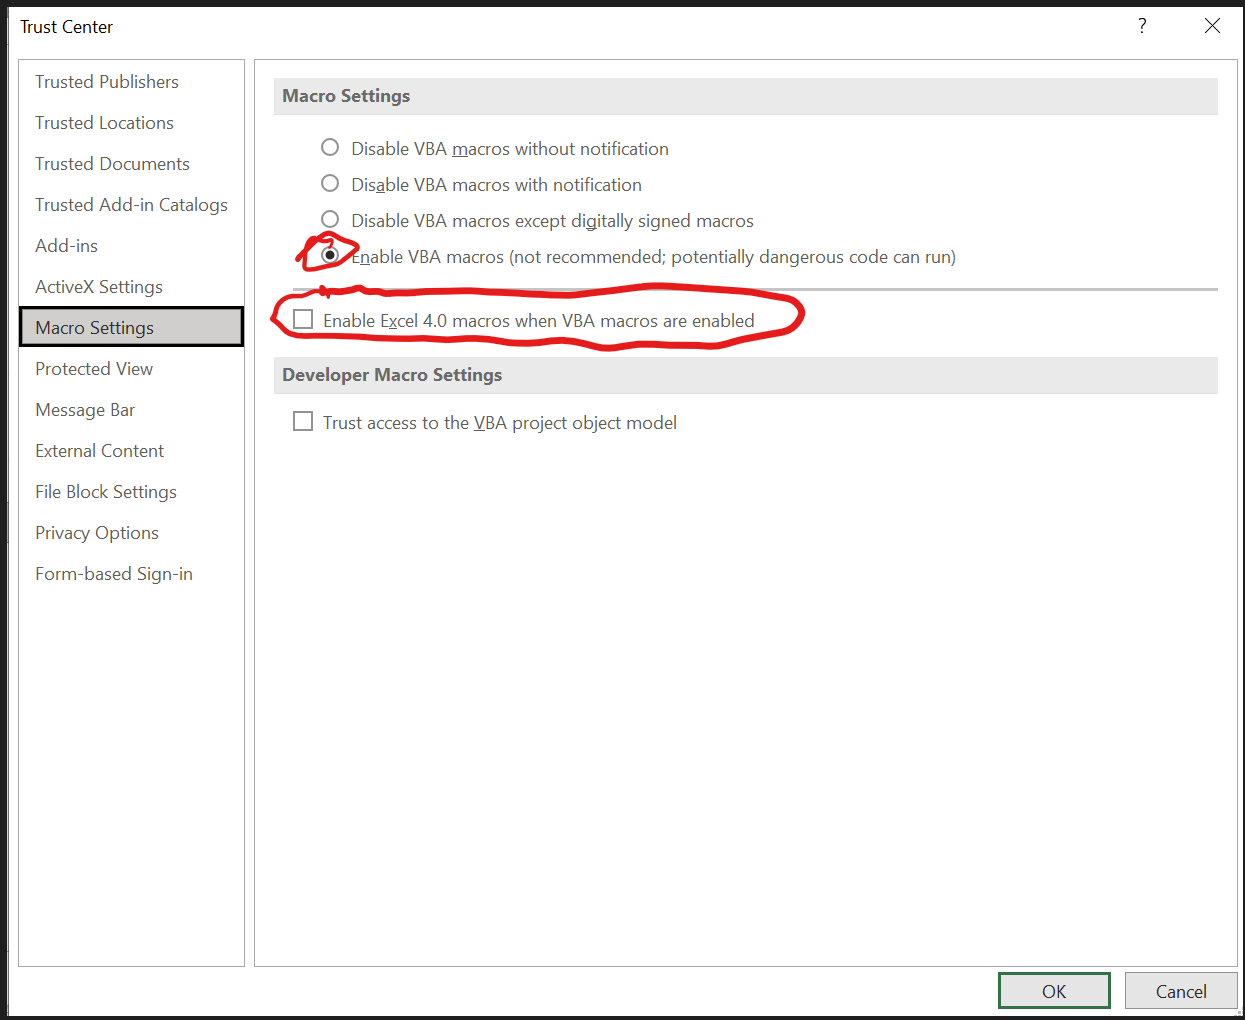 Trust Center
?
Trusted Publishers
Trusted Locations
Trusted Documents
Trusted Add-in Catalogs
Add-ins
ActiveX Settings
Macro Settings
Protected View
Message Bar
External Content
File Block Settings
Privacy Options
Form-based Sign-in
Macro Settings
Disable VBA macros without notification
Disable VBA macros with notification
Disable VBA macros except digitally signed macros
Enable VBA macros (not recommended; potentially dangerous code can run)
Enable Excel 4.0 macros when VBA macros are enabled
Developer Macro Settings
Trust access to the VBA project object model
OK
Cancel